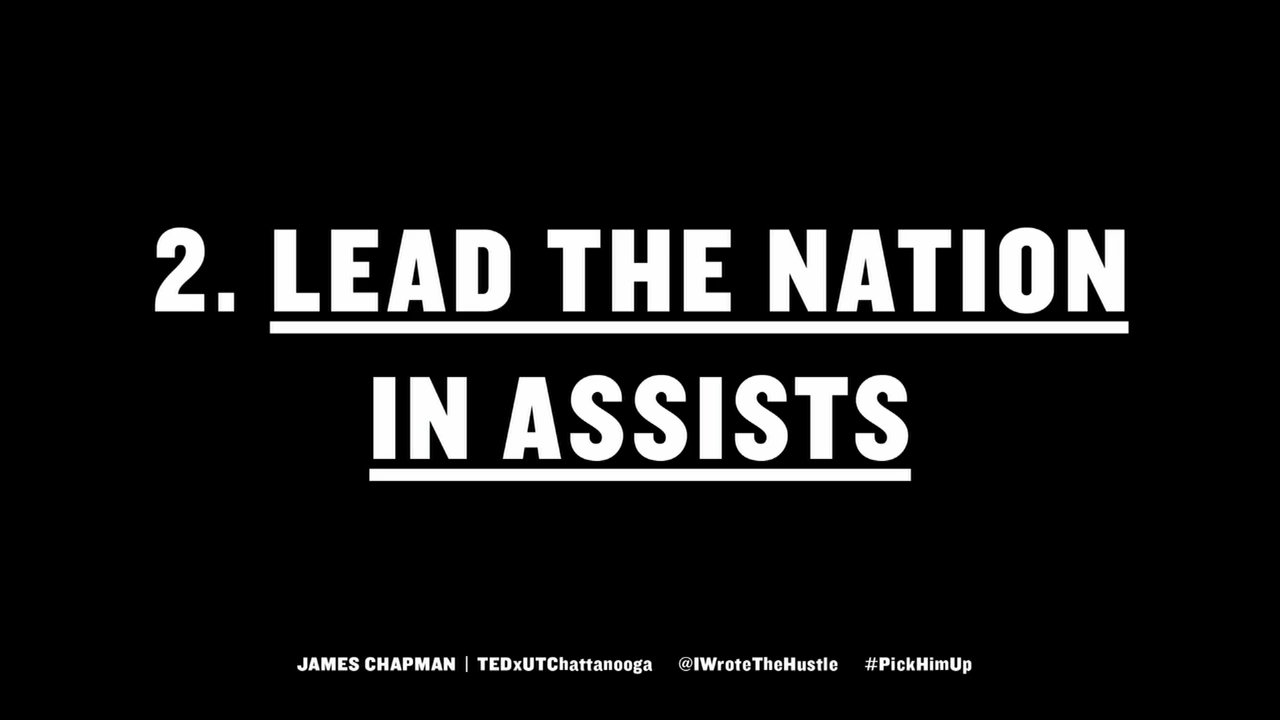 2. LEAD THE NATION
IN ASSISTS
JAMES CHAPMAN | TEDxUTChattanooga @IWroteTheHustle #PickHimUp